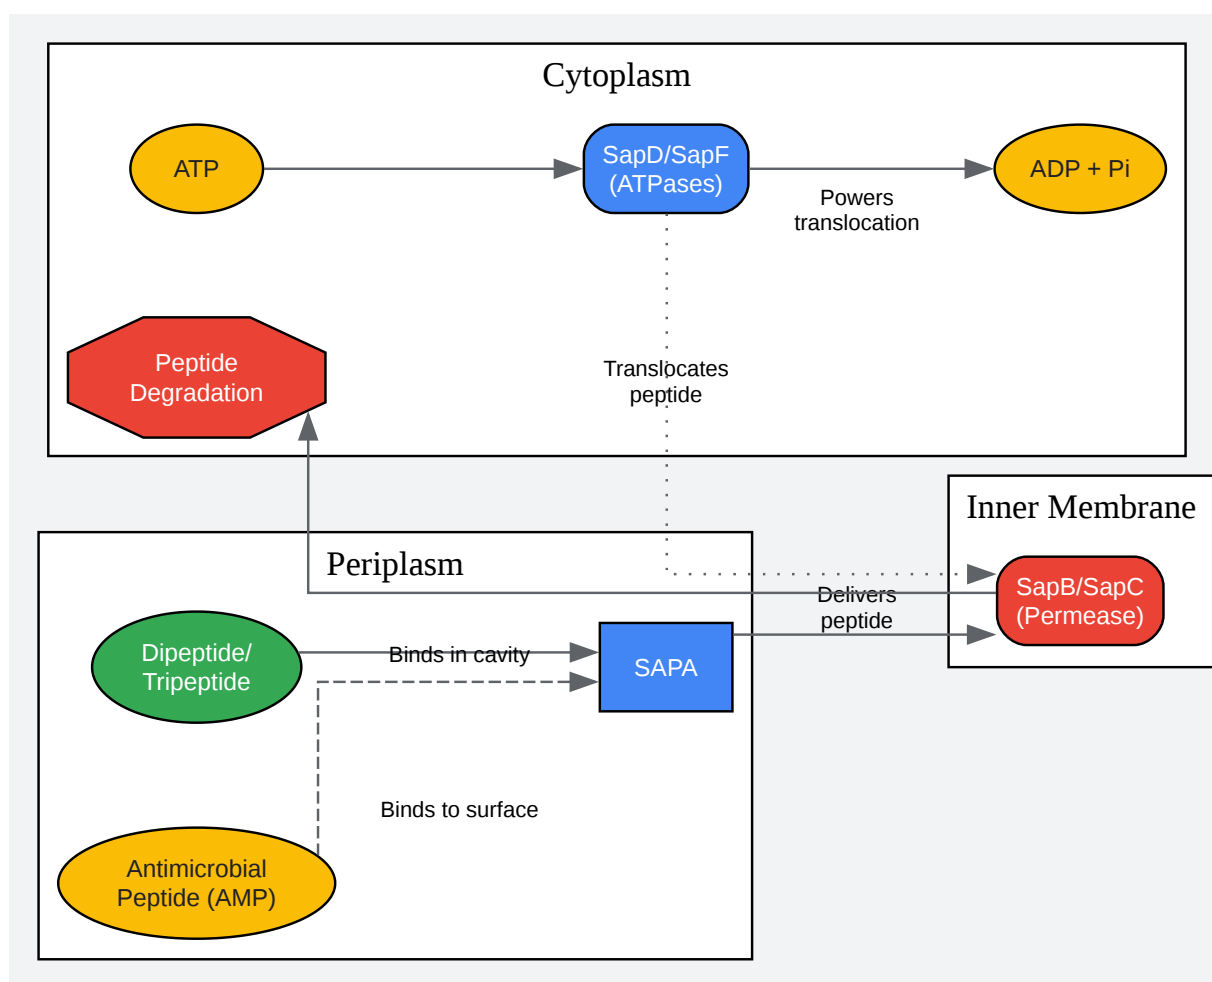 Cytoplasm
ATP
SapD/SapF
(ATPases)
ADP + Pi
Powers
translocation
Peptide
Degradation
Translocates
peptide
Inner Membrane
Periplasm
SapB/SapC
(Permease)
Delivers
peptide
Dipeptide/
Tripeptide
Binds in cavity
SAPA
Binds to surface
Antimicrobial
Peptide (AMP)